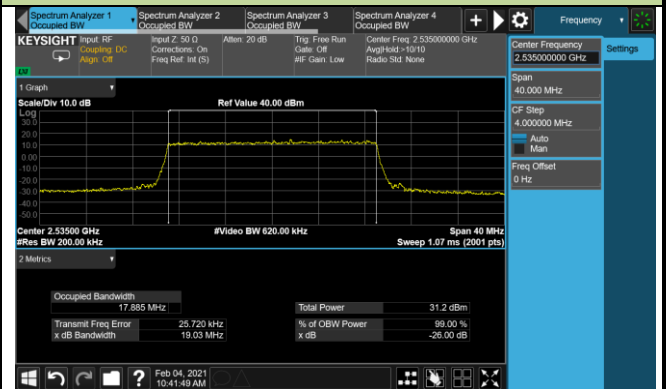 Spectrum Analyzer 1
Occupied BW
Spectrum Analyzer 2
Occupied BW
Spectrum Analyzer 3
Occupied BW
Spectrum Analyzer 4
Occupied BW
Frequency
KEYSIGHT
Input: RF
Coupling: DC
Align: Off
Input Z: 50 Ω
Corrections: On
Freq Ref: Int (S)
Atten: 20 dB
Trig: Free Run
Gate: Off
#IF Gain: Low
Center Freq: 2.535000000 GHz
Avg|Hold:>10/10
Radio Std: None
Center Frequency
2.535000000 GHz
Settings
Span
40.000 MHz
CF Step
4.000000 MHz
Auto
Man
Freq Offset
0 Hz
1 Graph
Scale/Div 10.0 dB
Ref Value 40.00 dBm
Log
30.0
20.0
10.0
0.00
-10.0
-20.0
-30.0
-40.0
-50.0
Center 2.53500 GHz
#Video BW 620.00 kHz
Span 40 MHz
#Res BW 200.00 kHz
Sweep 1.07 ms (2001 pts)
2 Metrics
Occupied Bandwidth
17.885 MHz
Total Power
31.2 dBm
Transmit Freq Error
25.720 kHz
% of OBW Power
99.00 %
x dB Bandwidth
19.03 MHz
x dB
-26.00 dB
Feb 04, 2021
10:41:49 AM